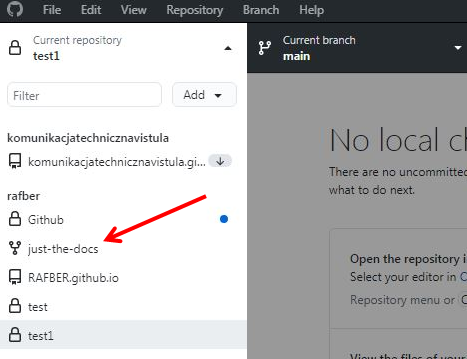 File Edit View Repository Branch Help
Current repository
test1
Current branch
main
Filter
Add
komunikacjatechnicznavistula
komunikacjatechnicznavistula.gi...
rafber
Github
just-the-docs
RAFBER.github.io
test
test1
No local
There are no uncommitted
what to do next.
Open the repository
Select your editor in
Repository menu or
View the files of your